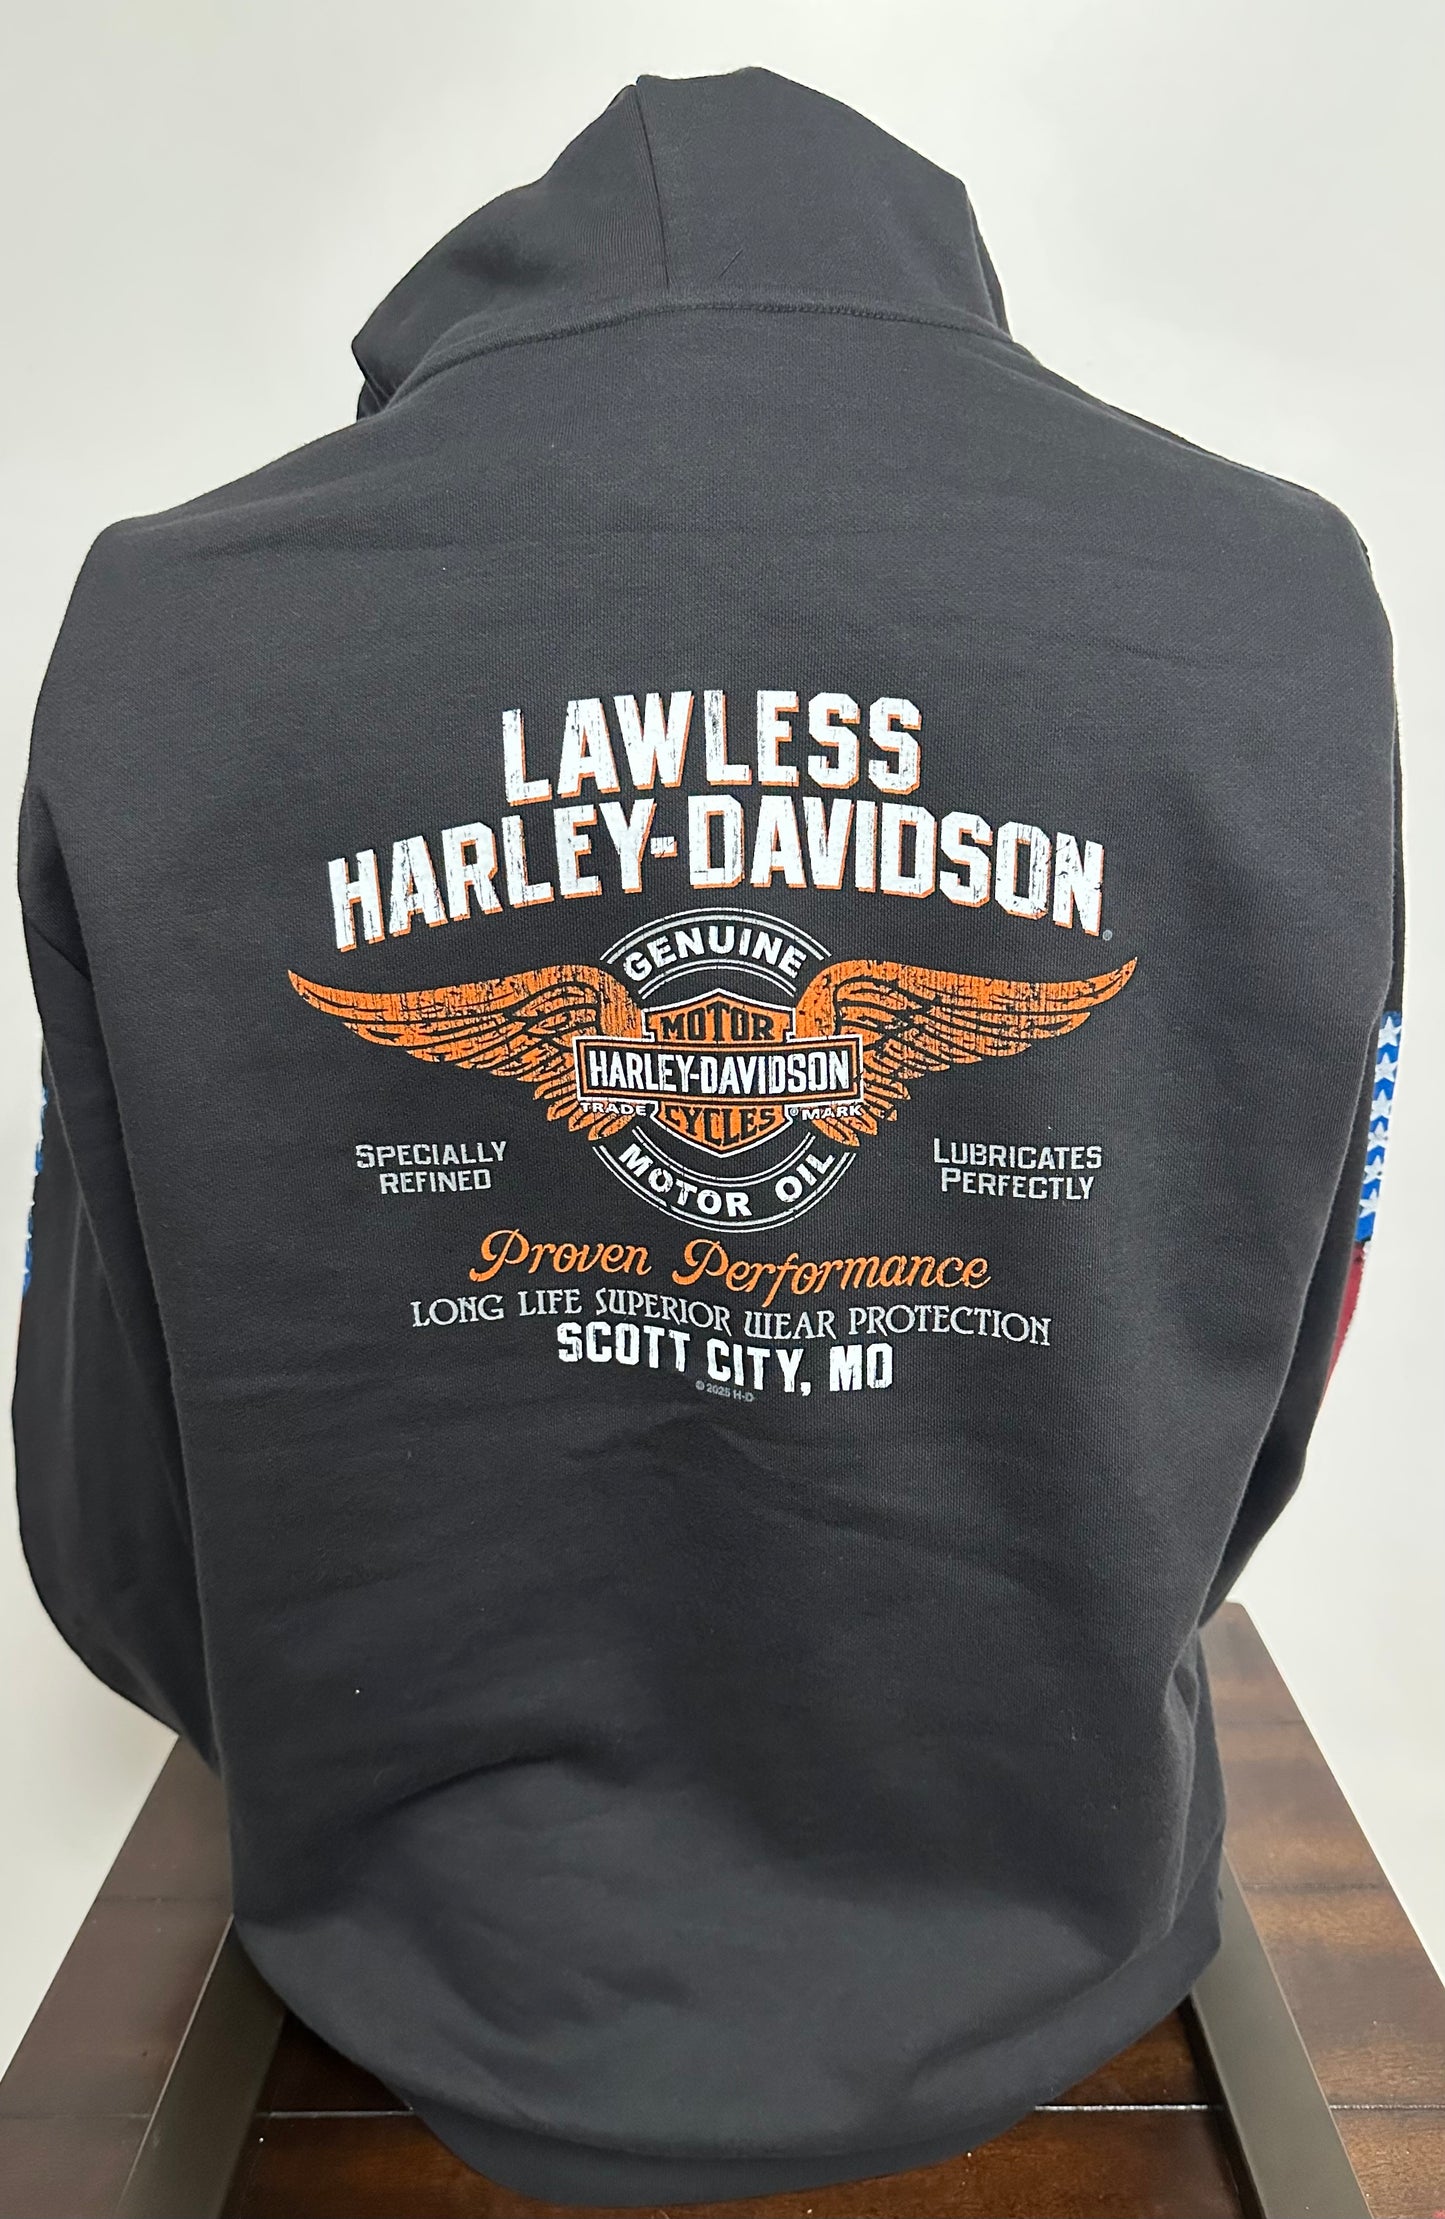 LAWLESS
HARLEY-DAVIDSON®
GENUINE
MOTOR
HARLEY-DAVIDSON
TRADE ® MARK
CYCLES
MOTOR OIL
SPECIALLY
REFINED
LUBRICATES
PERFECTLY
Proven Performance
LONG LIFE SUPERIOR WEAR PROTECTION
SCOTT CITY, MO
© 2025 H-D